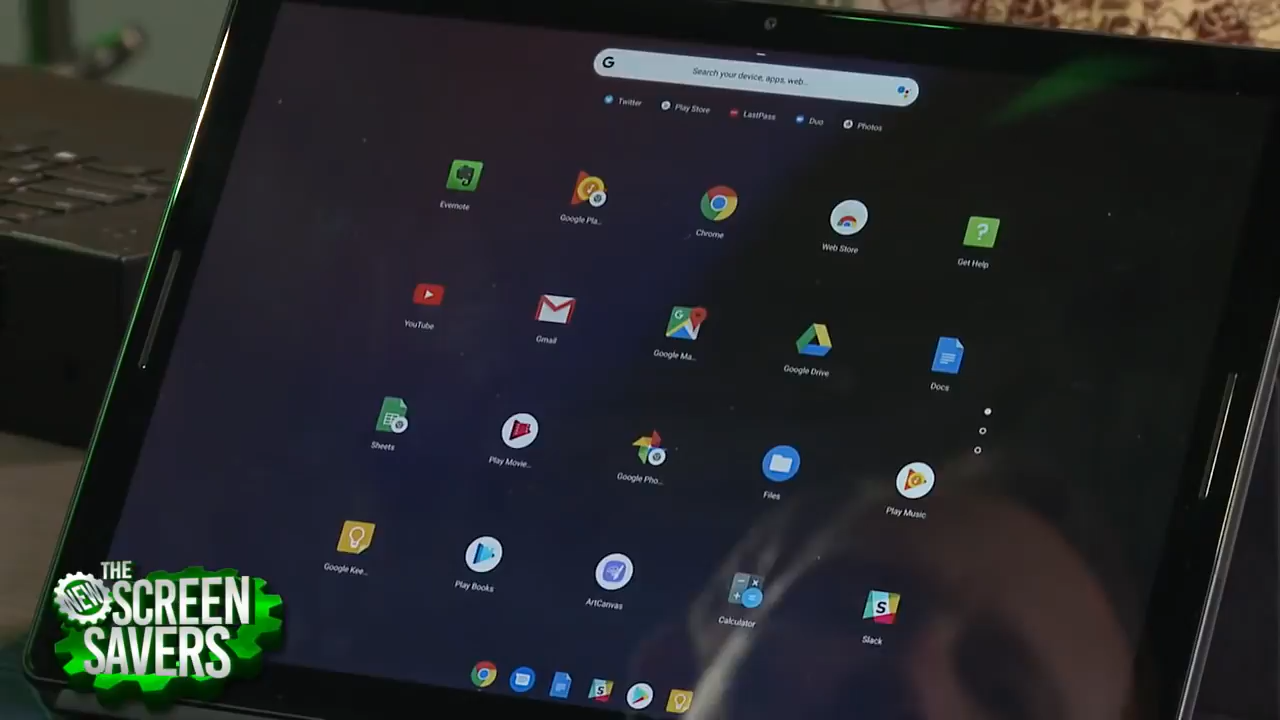 G Search your device, apps, web...
Twitter Play Store LastPass Duo Photos
Evernote Google Pla... Chrome Web Store Get Help
YouTube Gmail Google Ma... Google Drive Docs
Sheets Play Movie... Google Pho... Files Play Music
Google Kee... Play Books ArtCanvas Calculator Slack
THE
NEW SCREEN
SAVERS